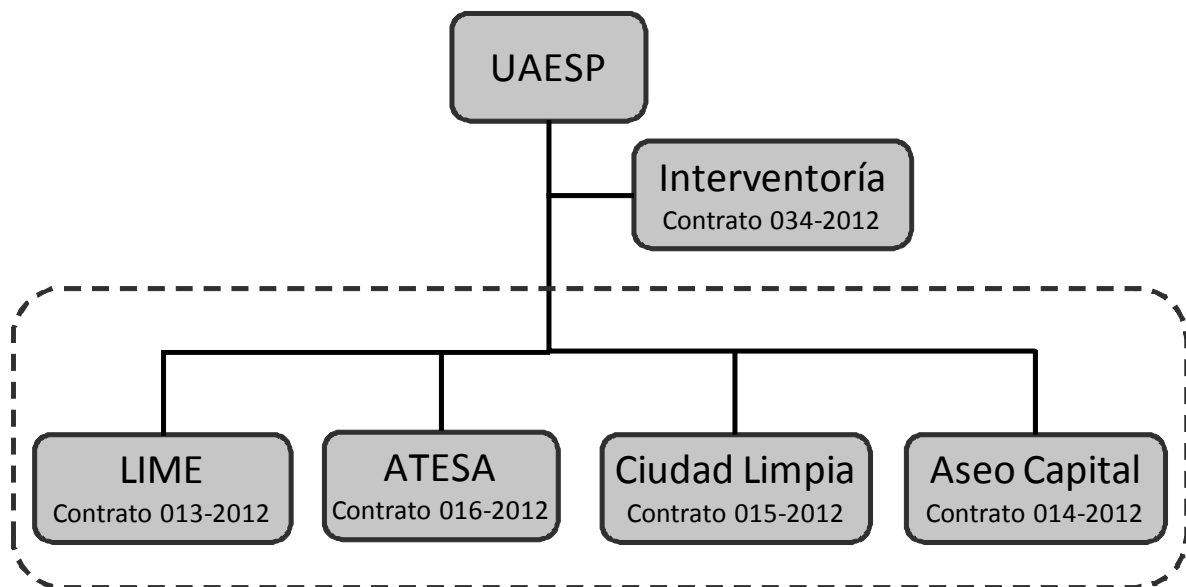 UAESP
Interventoría
Contrato 034-2012
LIME
Contrato 013-2012
ATESA
Contrato 016-2012
Ciudad Limpia
Contrato 015-2012
Aseo Capital
Contrato 014-2012